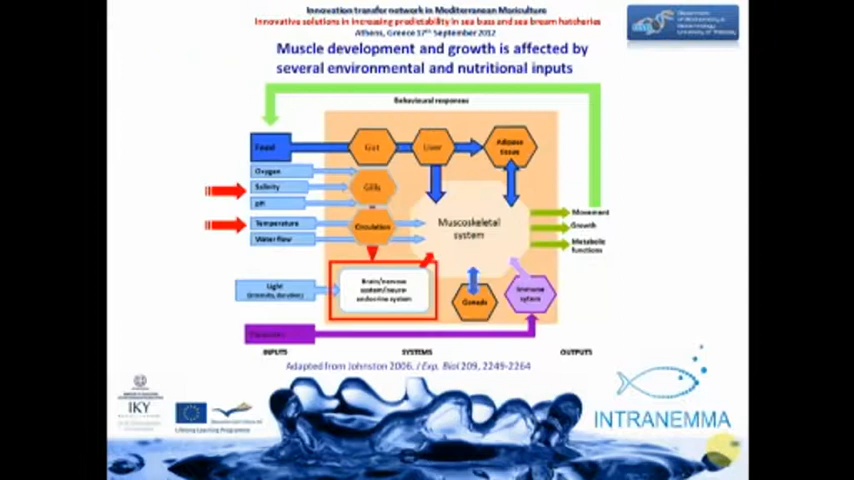 Innovation transfer network in Mediterranean Mariculture
Innovative solutions in increasing predictability in sea bass and sea bream hatcheries
Athens, Greece 17th September 2012
Muscle development and growth is affected by
several environmental and nutritional inputs
Behavioural responses
Food
Gut
Liver
Adipose
tissue
Oxygen
Salinity
pH
Gills
Temperature
Water flow
Circulation
Muscoskeletal
system
Movement
Growth
Metabolic
functions
Light
(intensity, duration)
Brain/nervous
system/neuro-
endocrine system
Gonads
Immune
sytem
INPUTS
SYSTEMS
OUTPUTS
Adapted from Johnston 2006. J Exp. Biol 209, 2249-2264
IKY
Lifelong Learning Programme
INTRANEMMA